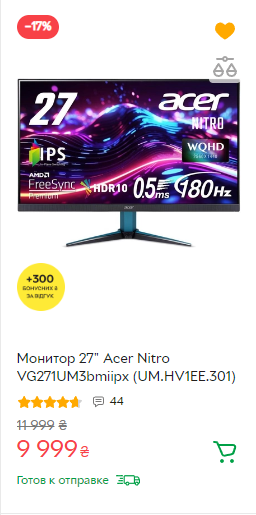 -17%
27
acer
NITRO
IPS
WQHD
AMD
FreeSync
Premium
HDR10
0.5ms
180Hz
+300
БОНУСНИХ ₴
ЗА ВІДГУК
Монитор 27" Acer Nitro
VG271UM3bmiipx (UM.HV1EE.301)
44
11 999 ₴
9 999 ₴
Готов к отправке